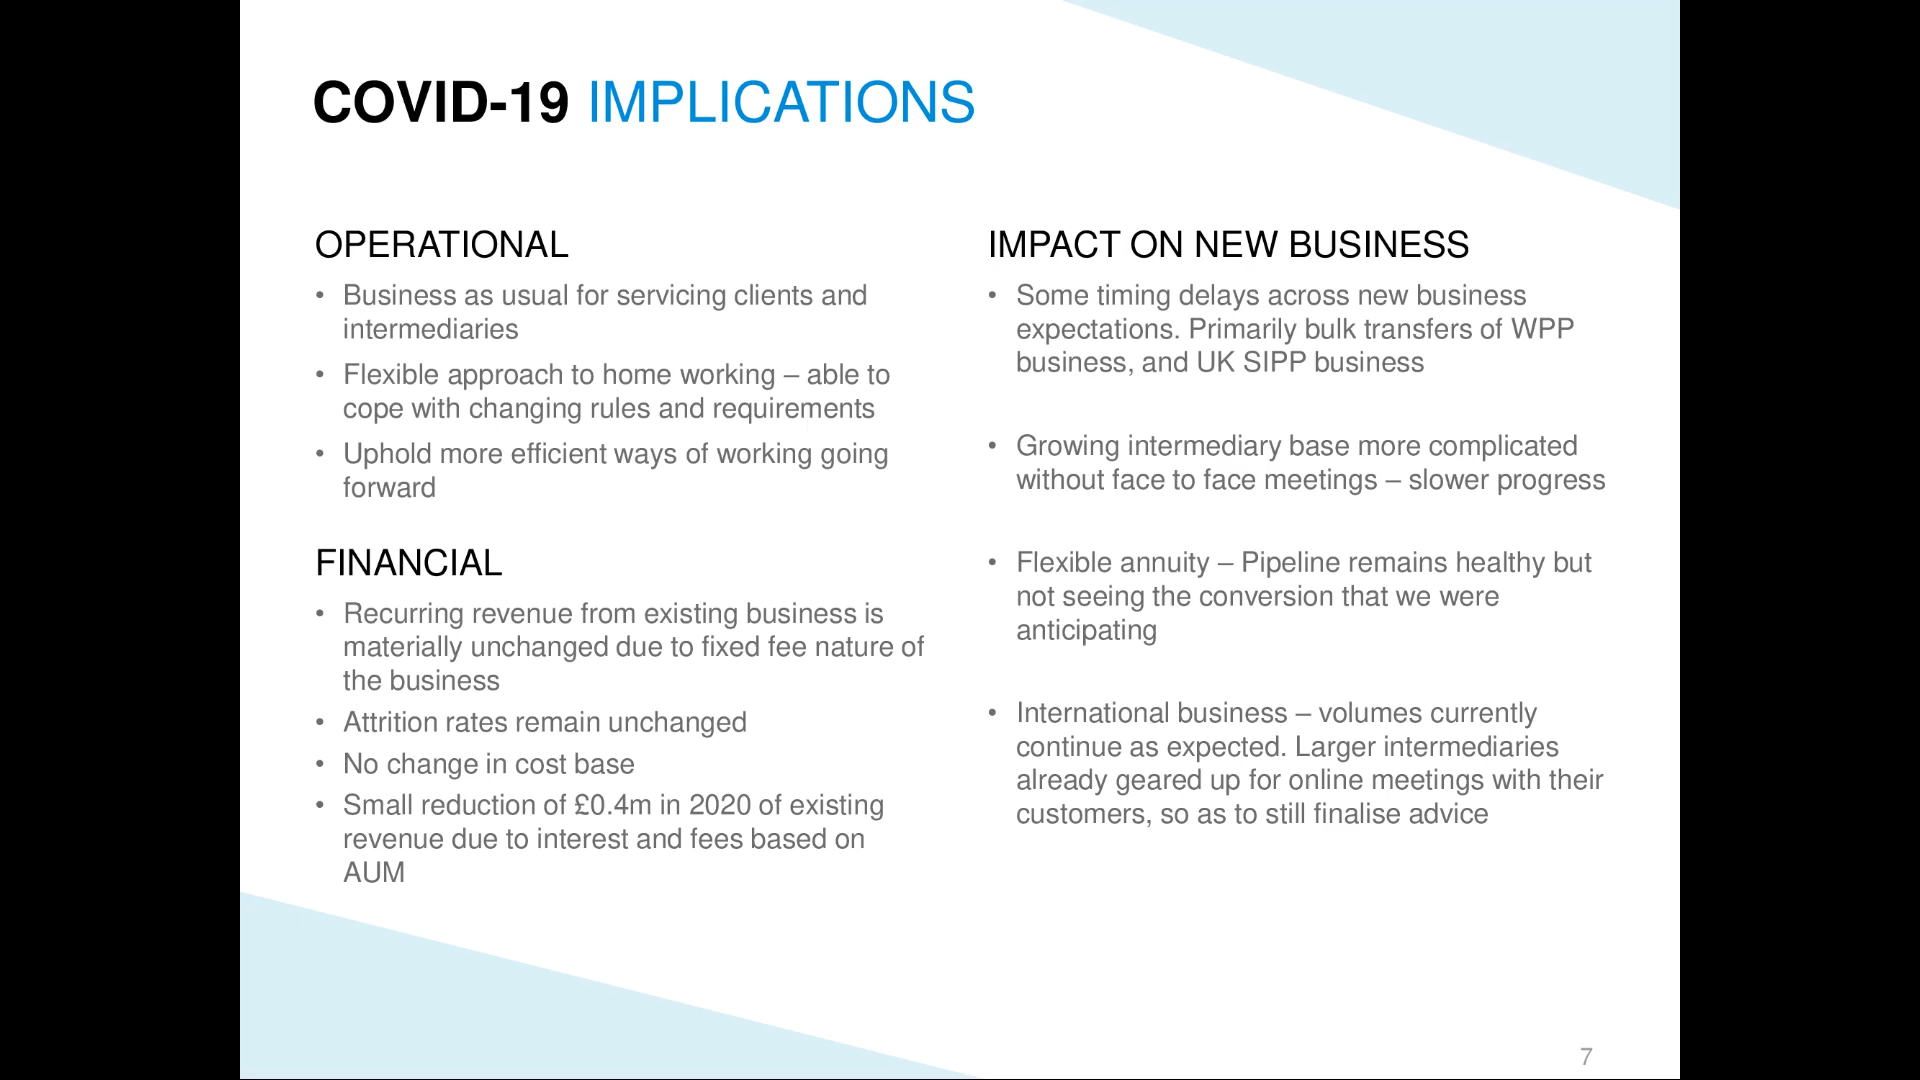 COVID-19 IMPLICATIONS
OPERATIONAL
• Business as usual for servicing clients and
intermediaries
• Flexible approach to home working – able to
cope with changing rules and requirements
• Uphold more efficient ways of working going
forward
FINANCIAL
• Recurring revenue from existing business is
materially unchanged due to fixed fee nature of
the business
• Attrition rates remain unchanged
• No change in cost base
• Small reduction of £0.4m in 2020 of existing
revenue due to interest and fees based on
AUM
IMPACT ON NEW BUSINESS
• Some timing delays across new business
expectations. Primarily bulk transfers of WPP
business, and UK SIPP business
• Growing intermediary base more complicated
without face to face meetings – slower progress
• Flexible annuity – Pipeline remains healthy but
not seeing the conversion that we were
anticipating
• International business – volumes currently
continue as expected. Larger intermediaries
already geared up for online meetings with their
customers, so as to still finalise advice
7